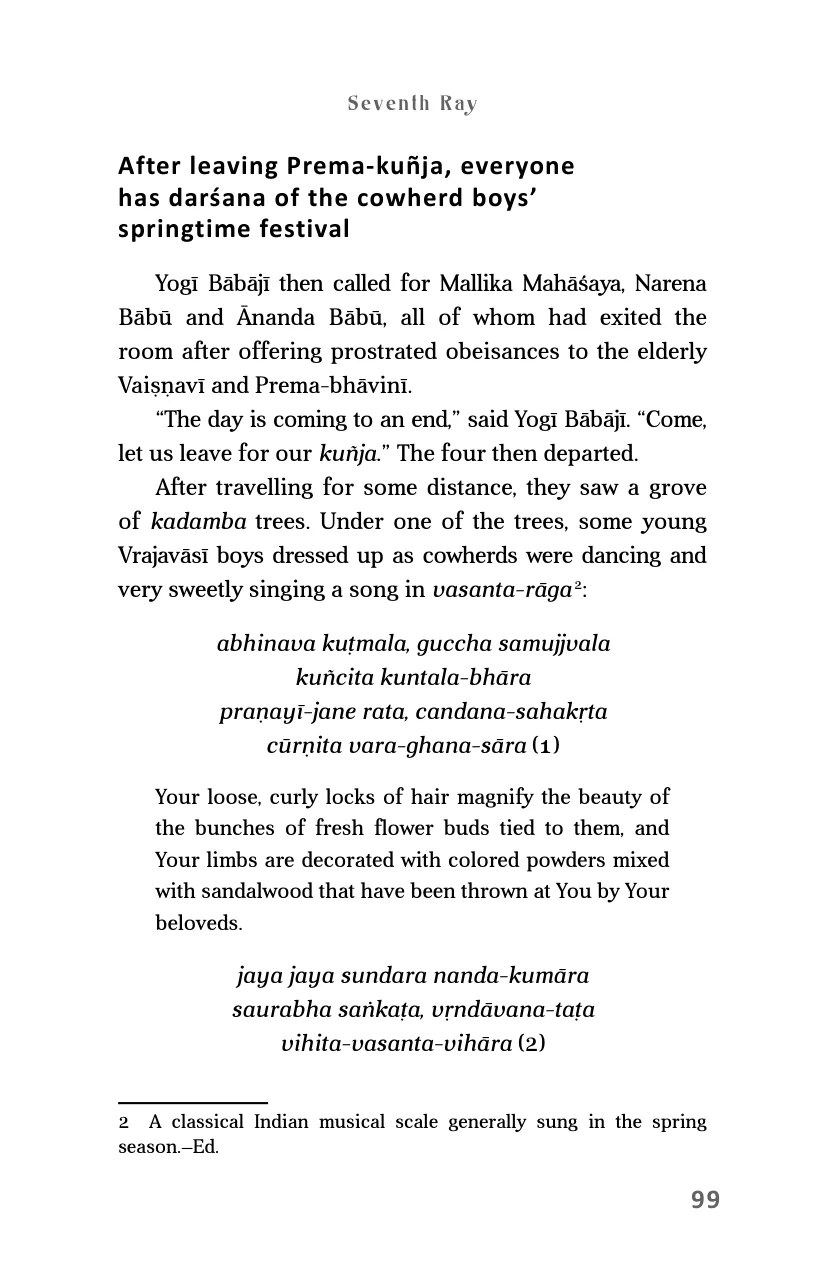 Seventh Ray
After leaving Prema-kuñja, everyone
has darśana of the cowherd boys’
springtime festival
Yogī Bābājī then called for Mallika Mahāśaya, Narena
Bābū and Ānanda Bābū, all of whom had exited the
room after offering prostrated obeisances to the elderly
Vaiṣṇavī and Prema-bhāvinī.
“The day is coming to an end,” said Yogī Bābājī. “Come,
let us leave for our kuñja.” The four then departed.
After travelling for some distance, they saw a grove
of kadamba trees. Under one of the trees, some young
Vrajavāsī boys dressed up as cowherds were dancing and
very sweetly singing a song in vasanta-rāga²:
abhinava kuṭmala, guccha samujjvala
kuñcita kuntala-bhāra
praṇayī-jane rata, candana-sahakṛta
cūrṇita vara-ghana-sāra (1)
Your loose, curly locks of hair magnify the beauty of
the bunches of fresh flower buds tied to them, and
Your limbs are decorated with colored powders mixed
with sandalwood that have been thrown at You by Your
beloveds.
jaya jaya sundara nanda-kumāra
saurabha saṅkaṭa, vṛndāvana-taṭa
vihita-vasanta-vihāra (2)
2 A classical Indian musical scale generally sung in the spring
season.—Ed.
99